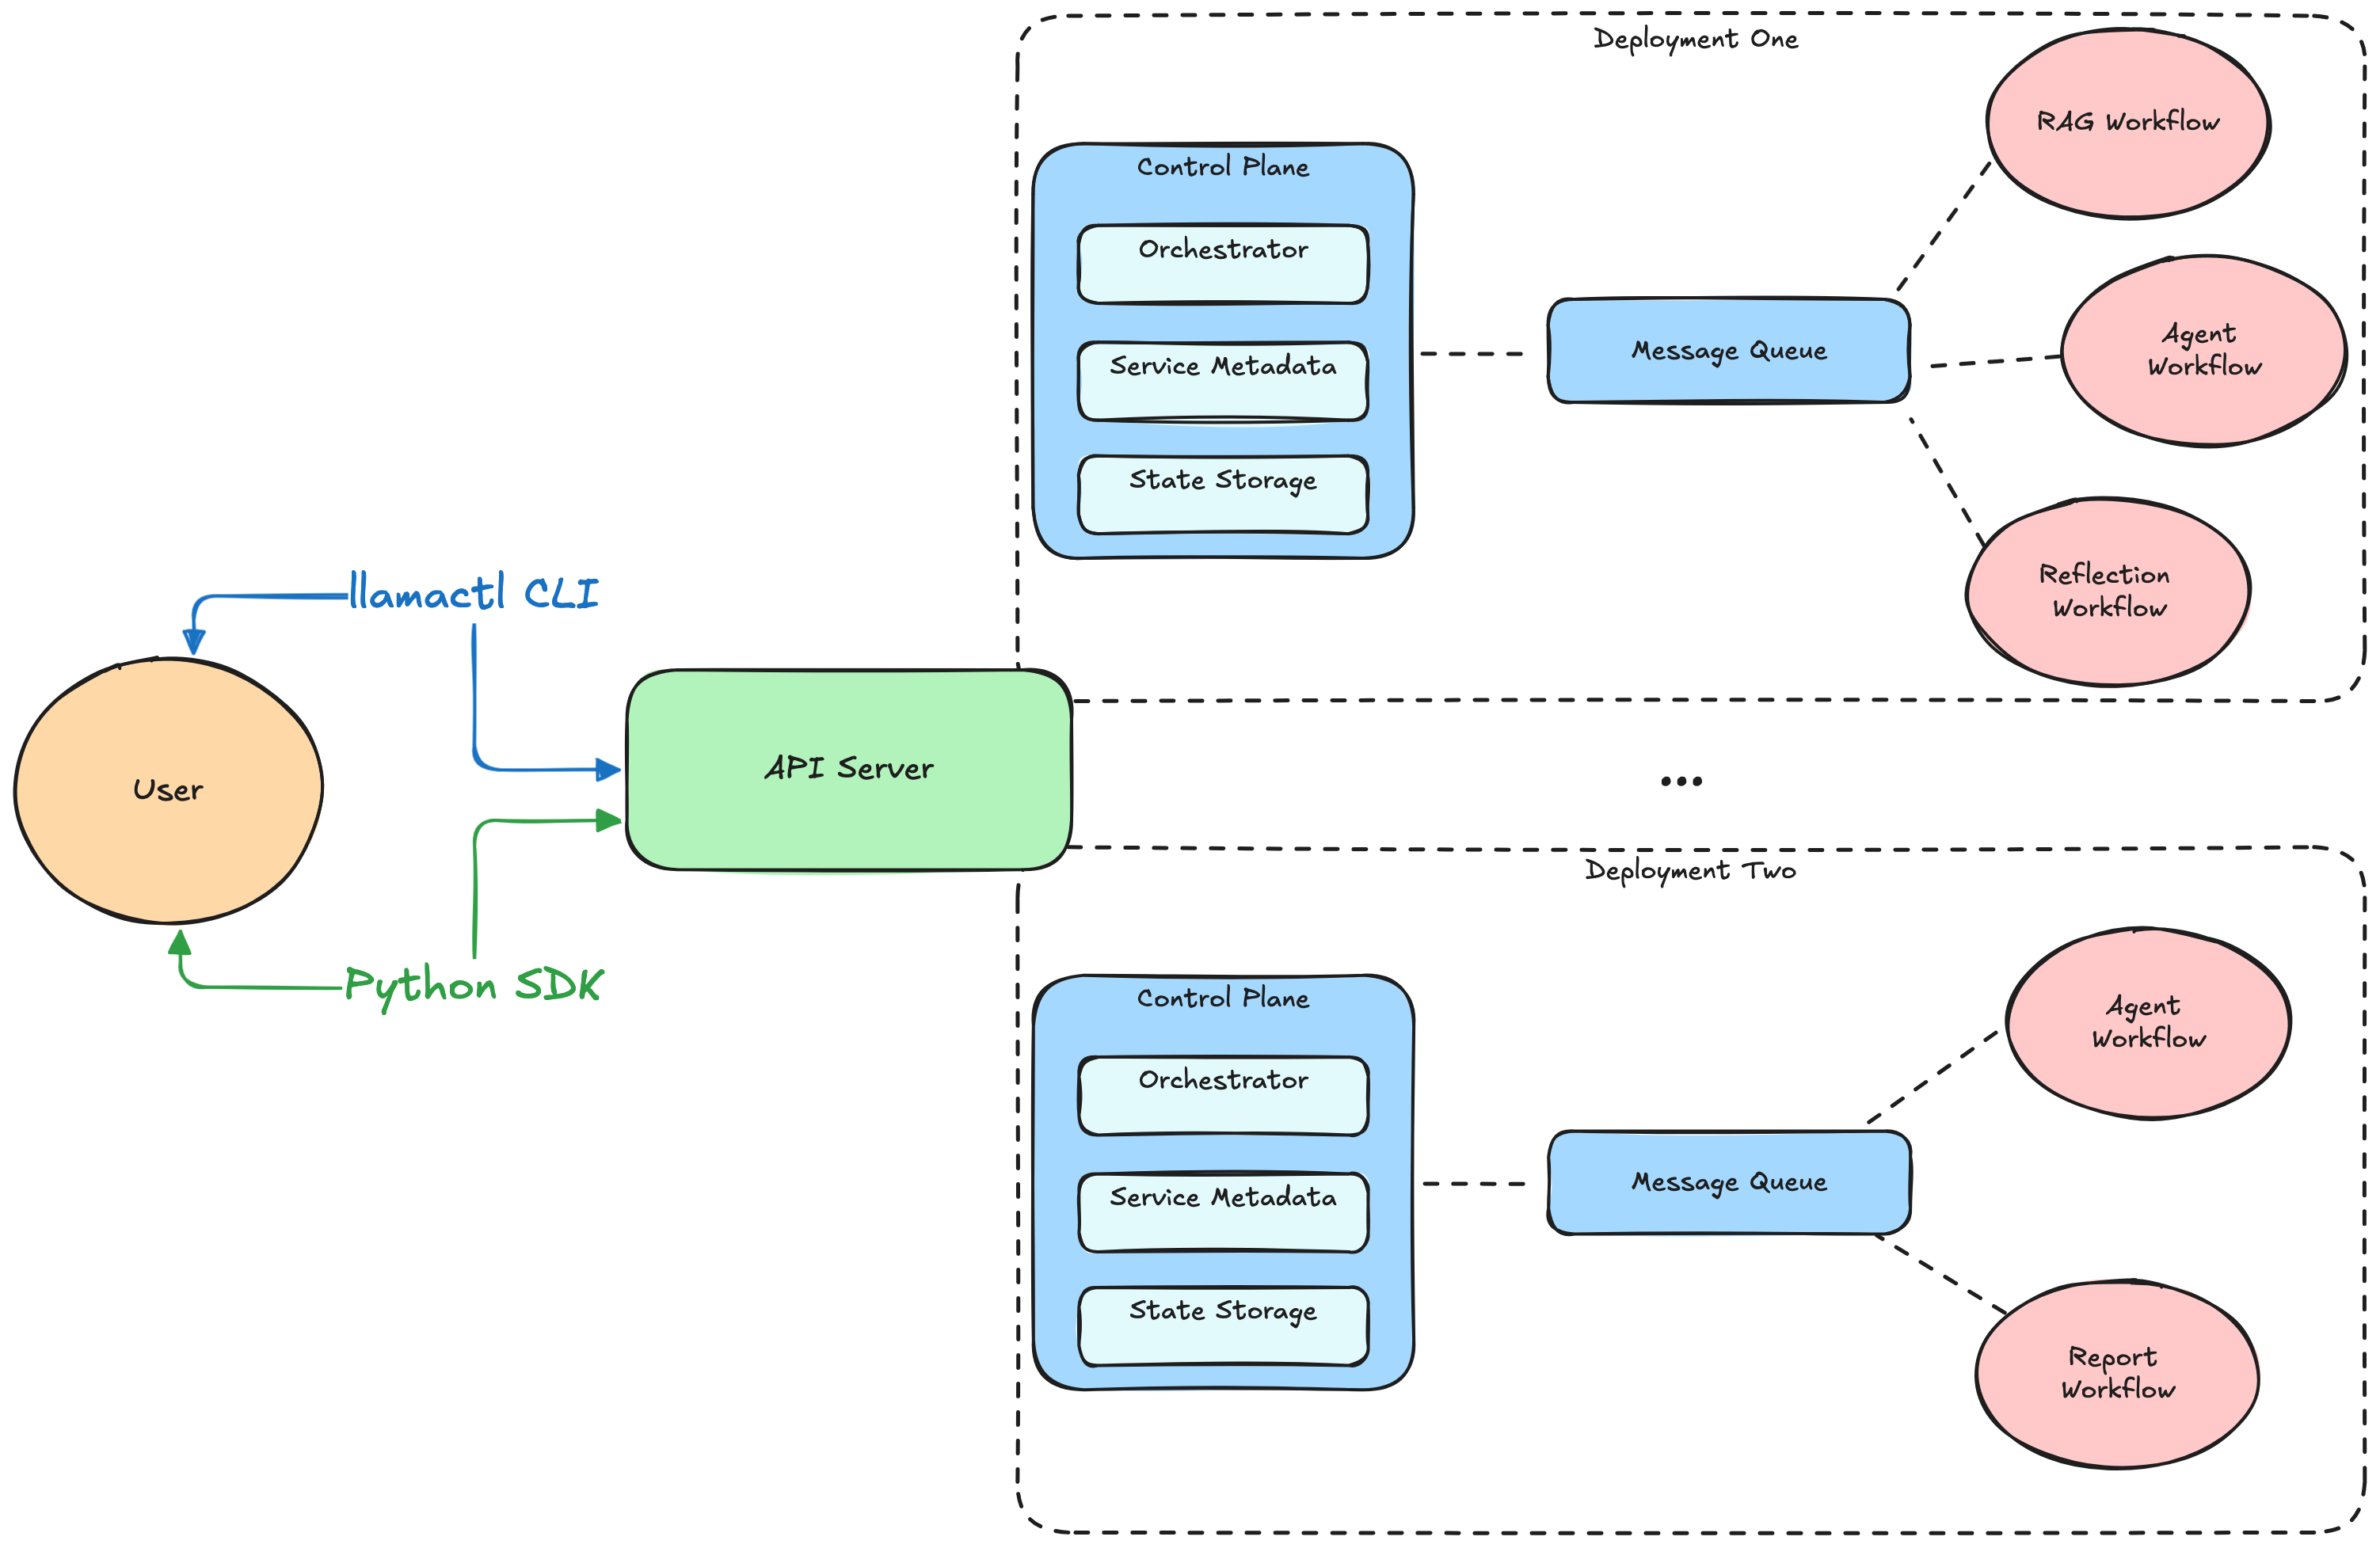 Deployment One
RAG Workflow
Control Plane
Orchestrator
Service Metadata
State Storage
Message Queue
Agent
Workflow
Reflection
Workflow
llamactl CLI
User
API Server
Python SDK
...
Deployment Two
Control Plane
Orchestrator
Service Metadata
State Storage
Message Queue
Agent
Workflow
Report
Workflow